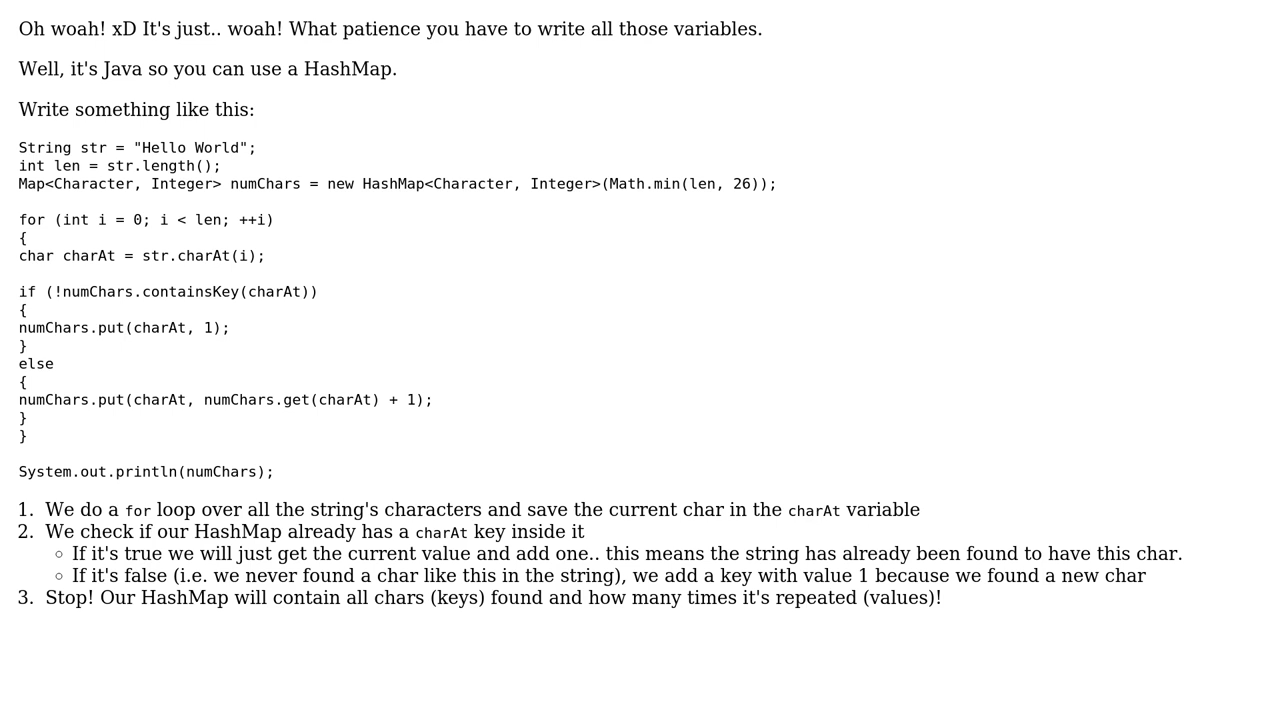 Oh woah! xD It's just.. woah! What patience you have to write all those variables.
Well, it's Java so you can use a HashMap.
Write something like this:
String str = "Hello World";
int len = str.length();
Map<Character, Integer> numChars = new HashMap<Character, Integer>(Math.min(len, 26));
for (int i = 0; i < len; ++i)
{
char charAt = str.charAt(i);
if (!numChars.containsKey(charAt))
{
numChars.put(charAt, 1);
}
else
{
numChars.put(charAt, numChars.get(charAt) + 1);
}
}
System.out.println(numChars);
1. We do a for loop over all the string's characters and save the current char in the charAt variable
2. We check if our HashMap already has a charAt key inside it
◦ If it's true we will just get the current value and add one.. this means the string has already been found to have this char.
◦ If it's false (i.e. we never found a char like this in the string), we add a key with value 1 because we found a new char
3. Stop! Our HashMap will contain all chars (keys) found and how many times it's repeated (values)!